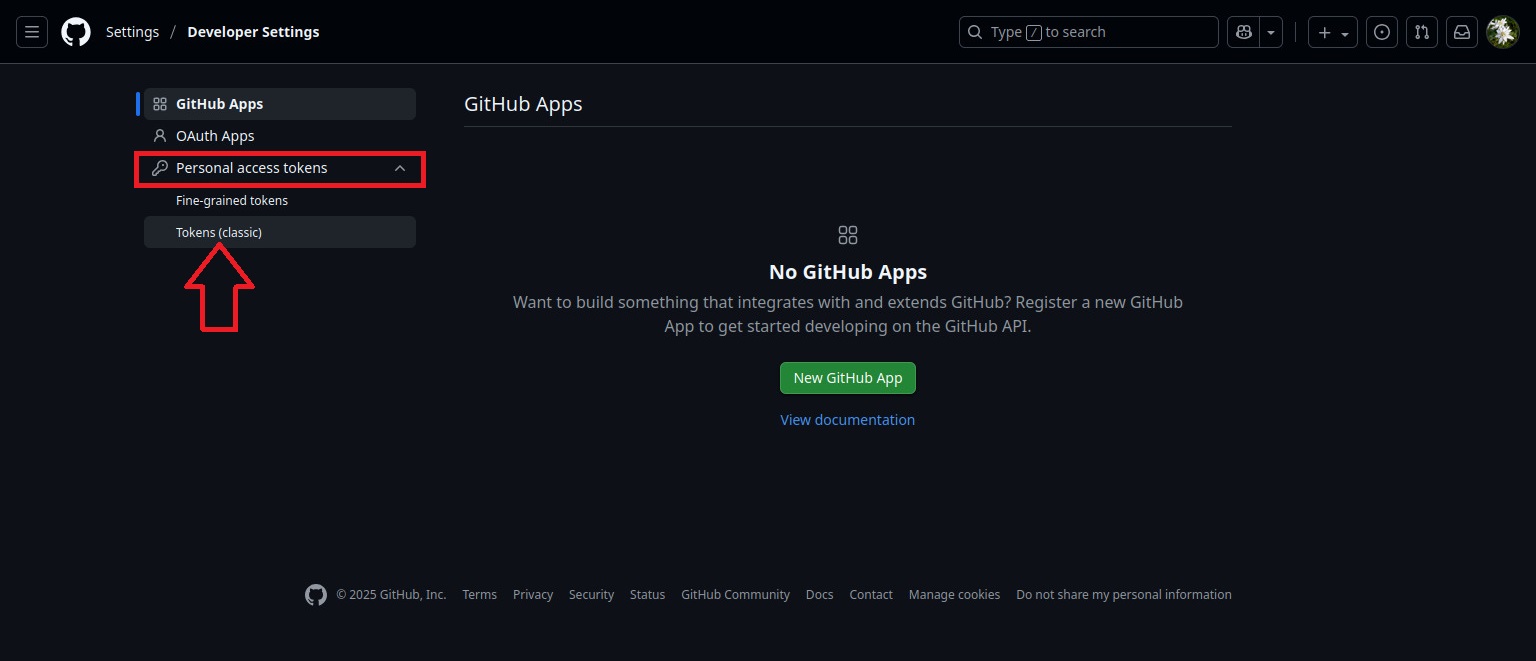 Settings / Developer Settings
Type / to search
GitHub Apps
OAuth Apps
Personal access tokens
Fine-grained tokens
Tokens (classic)
GitHub Apps
No GitHub Apps
Want to build something that integrates with and extends GitHub? Register a new GitHub
App to get started developing on the GitHub API.
New GitHub App
View documentation
© 2025 GitHub, Inc. Terms Privacy Security Status GitHub Community Docs Contact Manage cookies Do not share my personal information